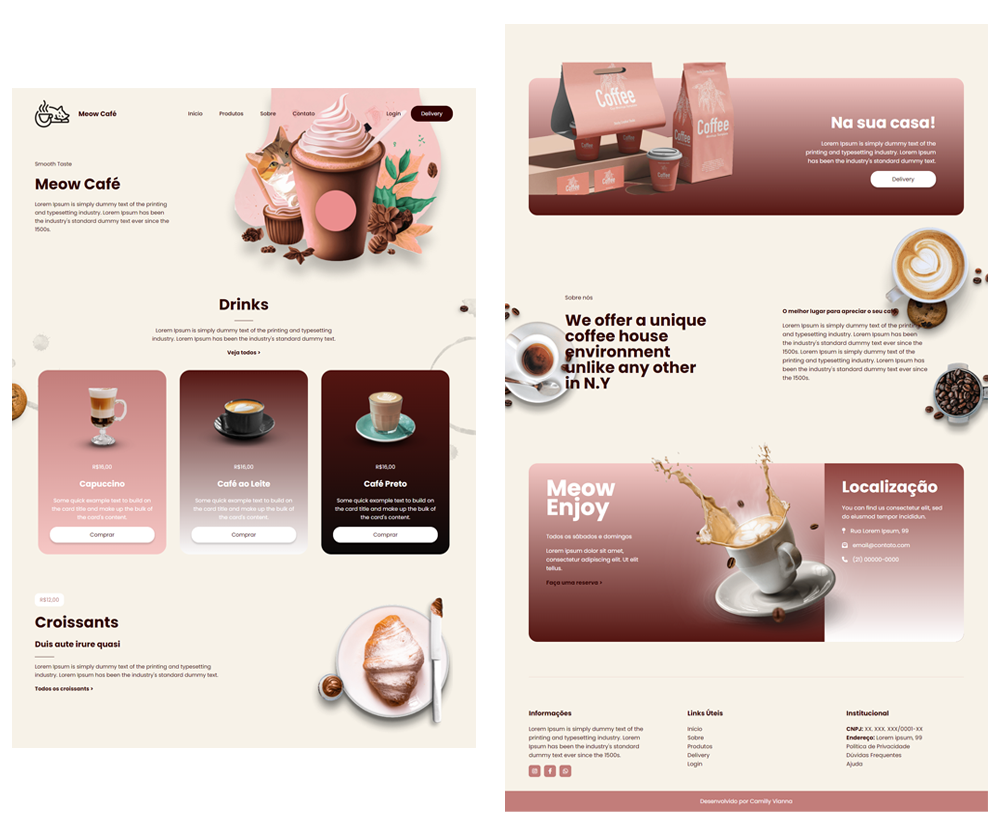 Meow Café
Início
Produtos
Sobre
Contato
Login
Delivery
Smooth Taste
Meow Café
Lorem Ipsum is simply dummy text of the printing
and typesetting industry. Lorem Ipsum has been
the industry's standard dummy text ever since the
1500s.
Drinks
Lorem Ipsum is simply dummy text of the printing and typesetting
industry. Lorem Ipsum has been the industry's standard dummy text.
Veja todos >
R$16,00
Capuccino
Some quick example text to build on
the card title and make up the bulk of
the card's content.
Comprar
R$16,00
Café ao Leite
Some quick example text to build on
the card title and make up the bulk of
the card's content.
Comprar
R$16,00
Café Preto
Some quick example text to build on
the card title and make up the bulk of
the card's content.
Comprar
R$12,00
Croissants
Duis aute irure quasi
Lorem Ipsum is simply dummy text of the printing and typesetting
industry. Lorem Ipsum is simply dummy text of the printing.
Todos os croissants >
Coffee
Coffee
Coffee
Coffee
Coffee
Na sua casa!
Lorem Ipsum is simply dummy text of the
printing and typesetting industry. Lorem Ipsum
has been the industry's standard dummy text.
Delivery
Sobre nós
We offer a unique
coffee house
environment
unlike any other
in N.Y
O melhor lugar para apreciar o seu café
Lorem Ipsum is simply dummy text of the printing
and typesetting industry. Lorem Ipsum has been
the industry's standard dummy text ever since the
1500s. Lorem Ipsum is simply dummy text of the
printing and typesetting industry. Lorem Ipsum has
been the industry's standard dummy text ever since
the 1500s.
Meow
Enjoy
Todos os sábados e domingos
Lorem ipsum dolor sit amet,
consectetur adipiscing elit. Ut elit
tellus.
Faça uma reserva >
Localização
You can find us consectetur elit, sed
do eiusmod tempor incididun.
Rua Lorem Ipsum, 99
email@contato.com
(21) 00000-0000
Informações
Lorem Ipsum is simply dummy text of the
printing and typesetting industry. Lorem
Ipsum has been the industry's standard
dummy text ever since the 1500s.
Links Úteis
Início
Sobre
Produtos
Delivery
Login
Institucional
CNPJ: XX. XXX. XXX/0001-XX
Endereço: Lorem Ipsum, 99
Política de Privacidade
Dúvidas Frequentes
Ajuda
Desenvolvido por Camilly Vianna